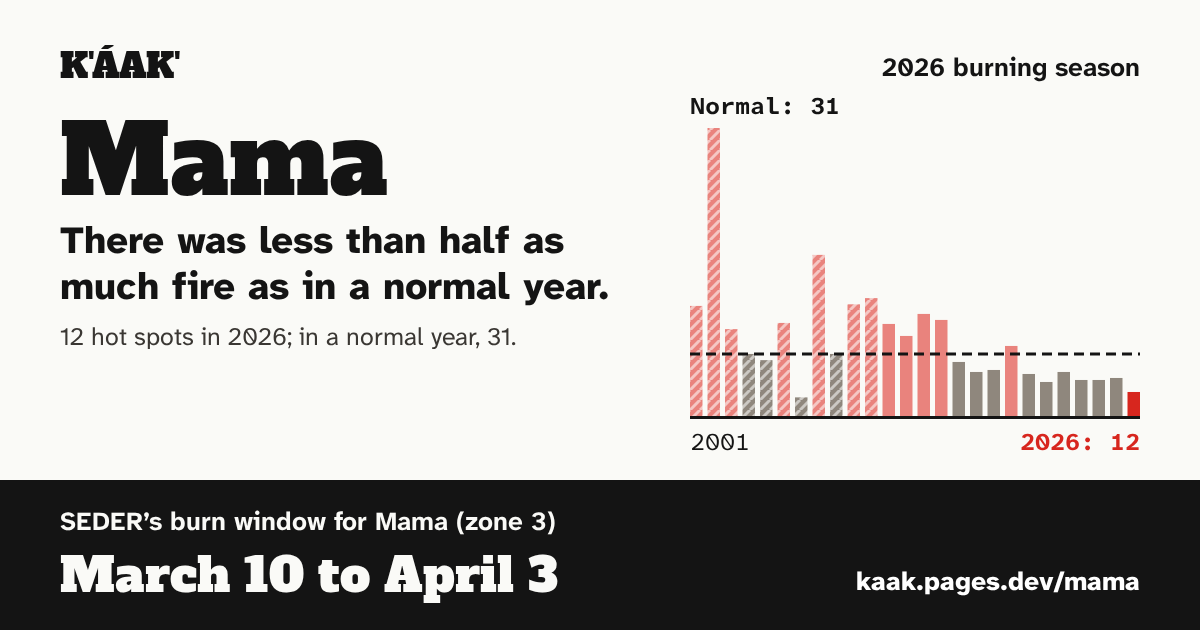 K'ÁAK'
2026 burning season
Mama
There was less than half as
much fire as in a normal year.
12 hot spots in 2026; in a normal year, 31.
Normal: 31
2001
2026: 12
SEDER’s burn window for Mama (zone 3)
March 10 to April 3
kaak.pages.dev/mama